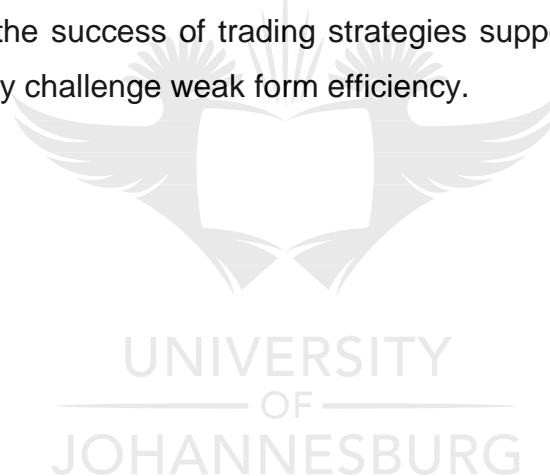 the success of trading strategies suppo
y challenge weak form efficiency.
UNIVERSITY
OF
JOHANNESBURG